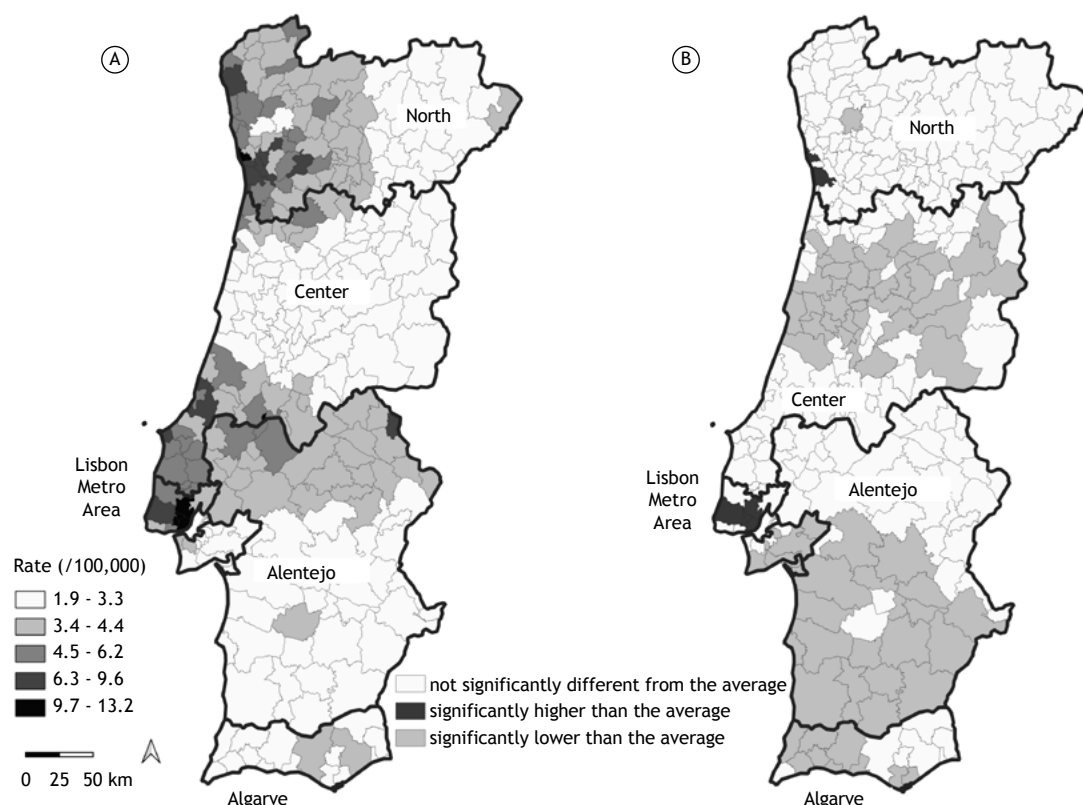 A
North
Center
Lisbon
Metro
Area
Alentejo
Algarve
Rate (/100,000)
1.9 - 3.3
3.4 - 4.4
4.5 - 6.2
6.3 - 9.6
9.7 - 13.2
0 25 50 km
not significantly different from the average
significantly higher than the average
significantly lower than the average
B
North
Center
Lisbon
Metro
Area
Alentejo
Algarve